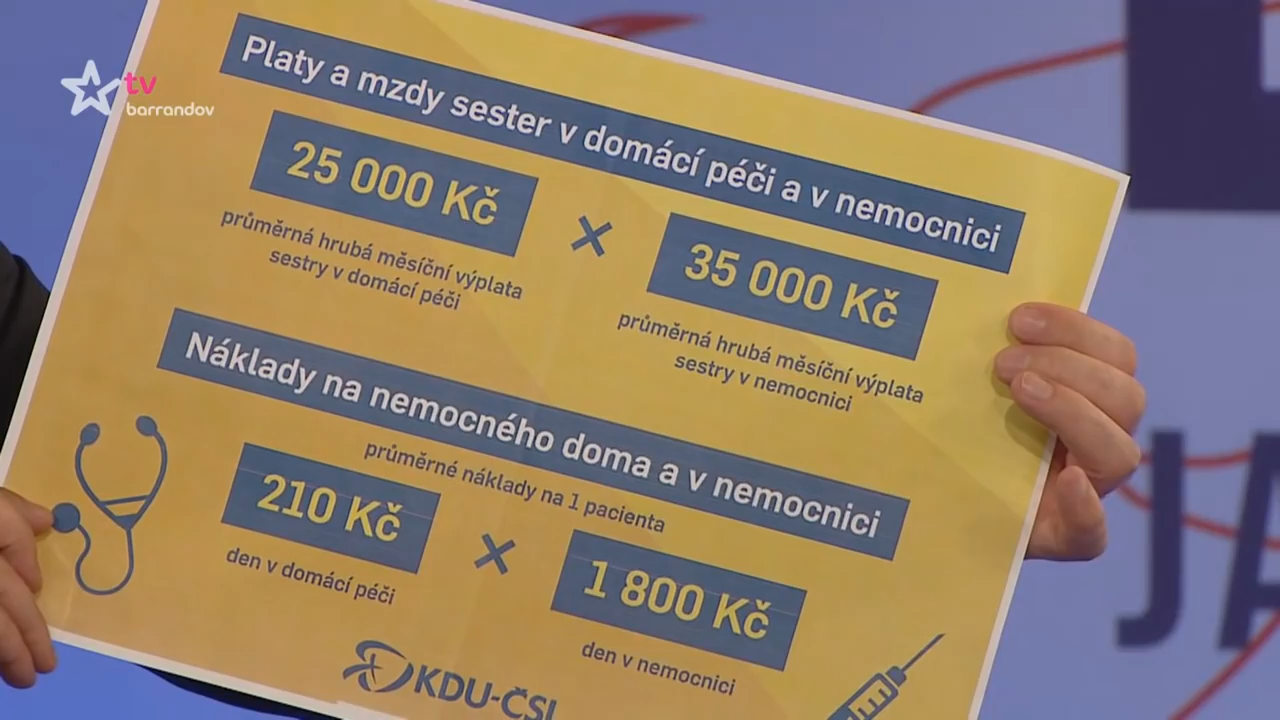 tv
barrandov
Platy a mzdy sester v domácí péči a v nemocnici
25 000 Kč
×
35 000 Kč
průměrná hrubá měsíční výplata
sestry v domácí péči
průměrná hrubá měsíční výplata
sestry v nemocnici
Náklady na nemocného doma a v nemocnici
průměrné náklady na 1 pacienta
210 Kč
×
1 800 Kč
den v domácí péči
den v nemocnici
KDU-ČSL
JA